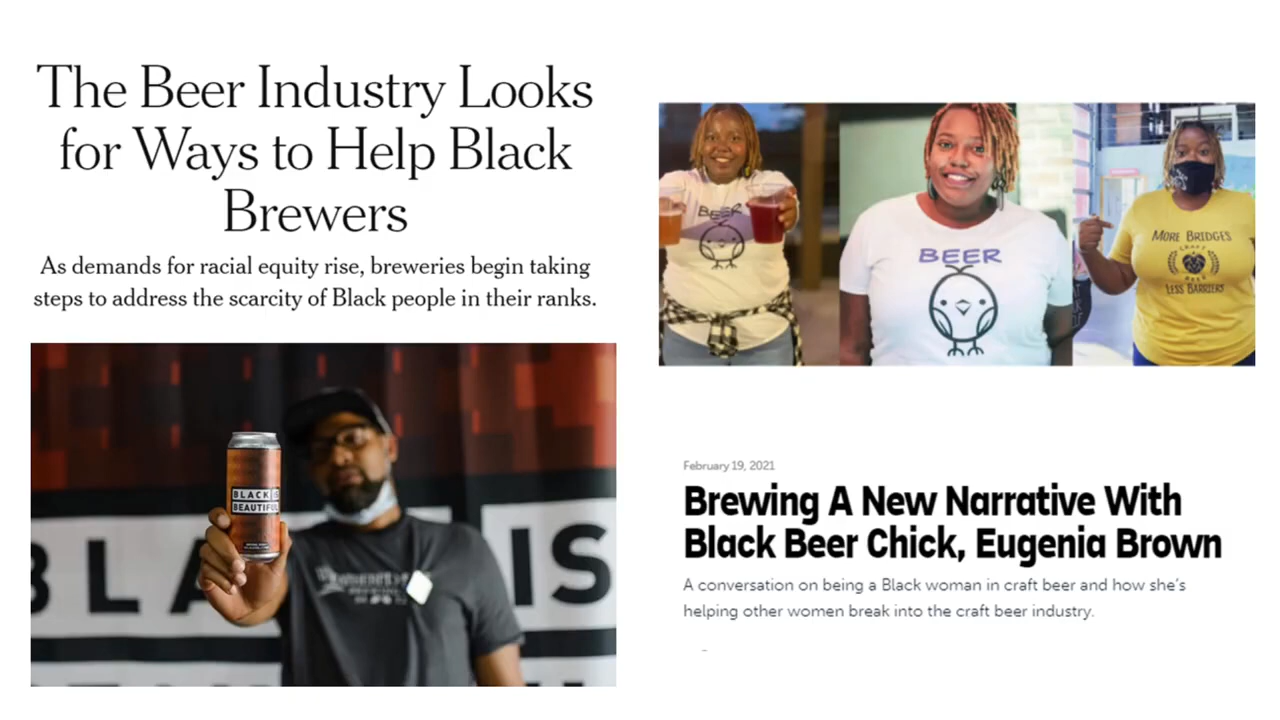 The Beer Industry Looks
for Ways to Help Black
Brewers
As demands for racial equity rise, breweries begin taking
steps to address the scarcity of Black people in their ranks.
BLACK IS
BEAUTIFUL
BLA
IS
BEER
BEER
MORE BRIDGES
CRAFT
BEER
LESS BARRIERS
February 19, 2021
Brewing A New Narrative With
Black Beer Chick, Eugenia Brown
A conversation on being a Black woman in craft beer and how she's
helping other women break into the craft beer industry.